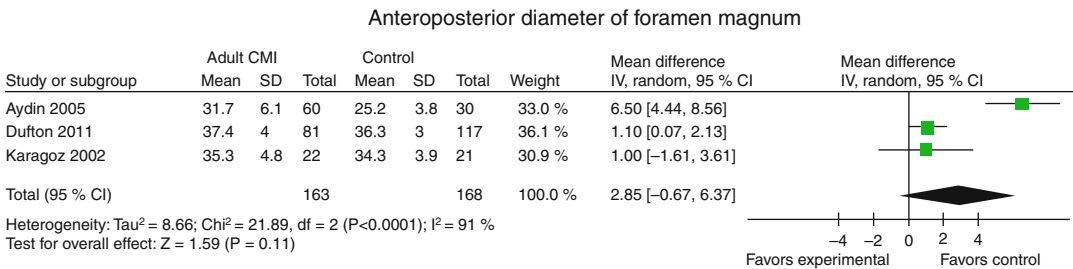 Anteroposterior diameter of foramen magnum
Adult CMI Control Mean difference Mean difference
Study or subgroup Mean SD Total Mean SD Total Weight IV, random, 95 % CI IV, random, 95 % CI
Aydin 2005 31.7 6.1 60 25.2 3.8 30 33.0 % 6.50 [4.44, 8.56]
Dufton 2011 37.4 4 81 36.3 3 117 36.1 % 1.10 [0.07, 2.13]
Karagoz 2002 35.3 4.8 22 34.3 3.9 21 30.9 % 1.00 [–1.61, 3.61]
Total (95 % CI) 163 168 100.0 % 2.85 [–0.67, 6.37]
Heterogeneity: Tau² = 8.66; Chi² = 21.89, df = 2 (P<0.0001); I² = 91 %
Test for overall effect: Z = 1.59 (P = 0.11)
–4 –2 0 2 4
Favors experimental Favors control